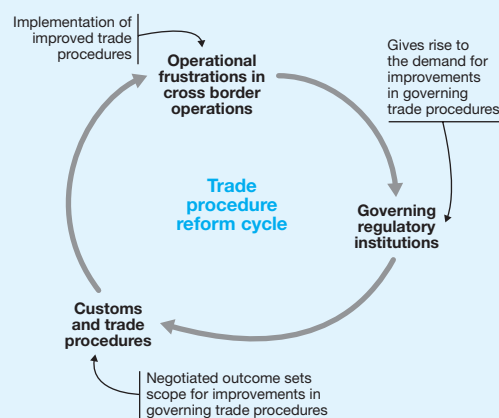 Implementation of
improved trade
procedures
Operational
frustrations in
cross border
operations
Gives rise to
the demand for
improvements
in governing
trade procedures
Trade
procedure
reform cycle
Governing
regulatory
institutions
Customs
and trade
procedures
Negotiated outcome sets
scope for improvements in
governing trade procedures